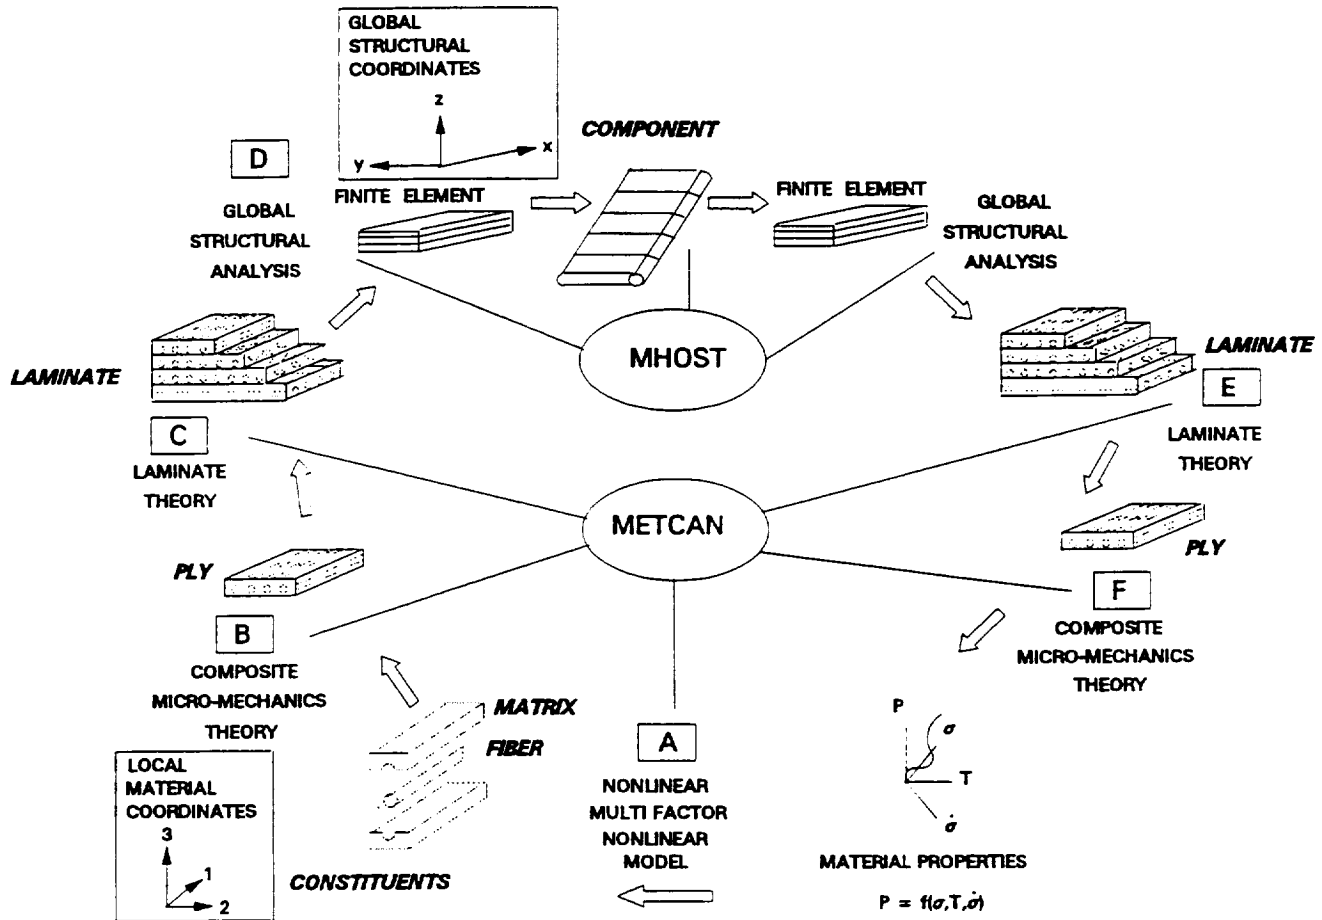 GLOBAL
STRUCTURAL
COORDINATES
z
y
x
COMPONENT
D
FINITE ELEMENT
FINITE ELEMENT
GLOBAL
STRUCTURAL
ANALYSIS
GLOBAL
STRUCTURAL
ANALYSIS
MHOST
LAMINATE
LAMINATE
C
LAMINATE
THEORY
E
LAMINATE
THEORY
METCAN
PLY
PLY
B
COMPOSITE
MICRO-MECHANICS
THEORY
F
COMPOSITE
MICRO-MECHANICS
THEORY
MATRIX
FIBER
A
NONLINEAR
MULTI FACTOR
NONLINEAR
MODEL
P
σ
T
σ̇
LOCAL
MATERIAL
COORDINATES
3
1
2
CONSTITUENTS
MATERIAL PROPERTIES
P = f(σ,T,σ̇)